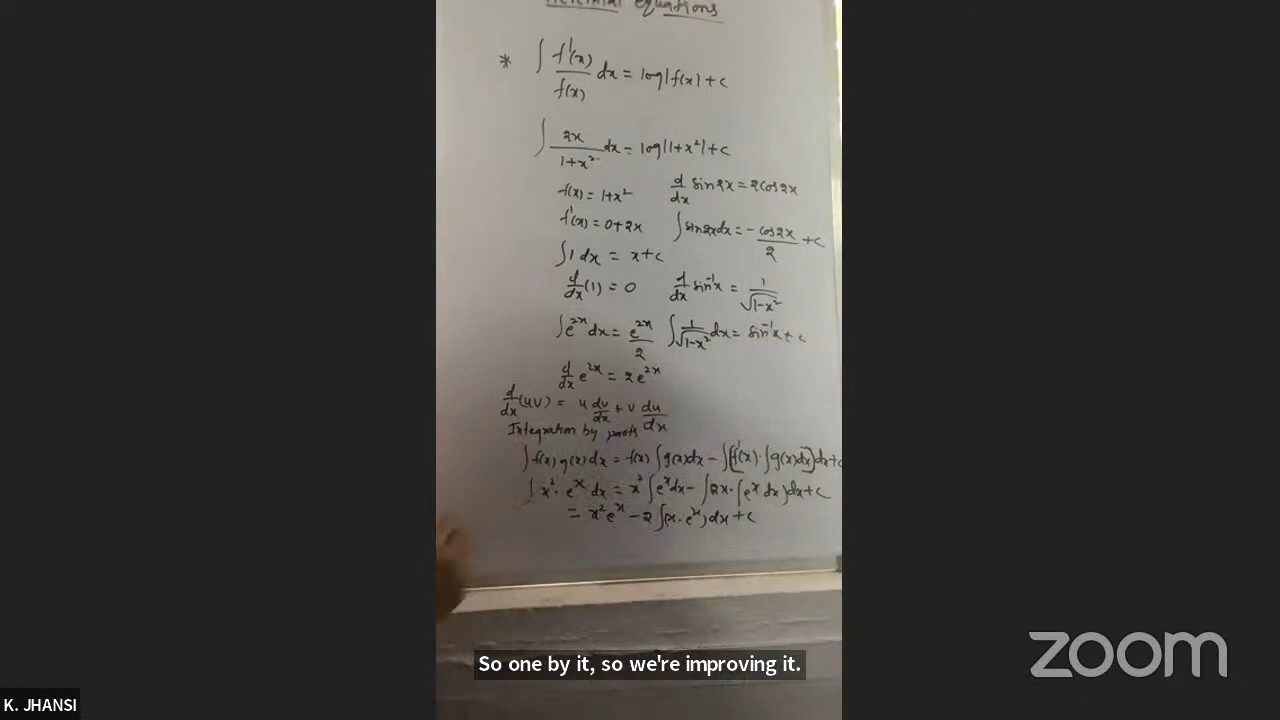 equations
* ∫ f'(x)/f(x) dx = log|f(x)|+c
∫ 2x/1+x² dx = log|1+x²|+c
f(x) = 1+x² d/dx sin2x = 2cos2x
f'(x) = 0+2x ∫sin2xdx = -cos2x/2 +c
∫1 dx = x+c
d/dx (1) = 0 d/dx sin⁻¹x = 1/√1-x²
∫e²ˣ dx = e²ˣ/2 ∫ 1/√1-x² dx = sin⁻¹x+c
d/dx e²ˣ = 2e²ˣ
d/dx (uv) = u dv/dx + v du/dx
Integration by parts
∫f(x)g(x)dx = f(x)∫g(x)dx - ∫[f'(x)·∫g(x)dx]dx+c
∫x²·eˣ dx = x²∫eˣdx - ∫2x·(∫eˣdx)dx+c
= x²eˣ - 2∫(x·eˣ)dx+c
So one by it, so we're improving it.
zoom
K. JHANSI